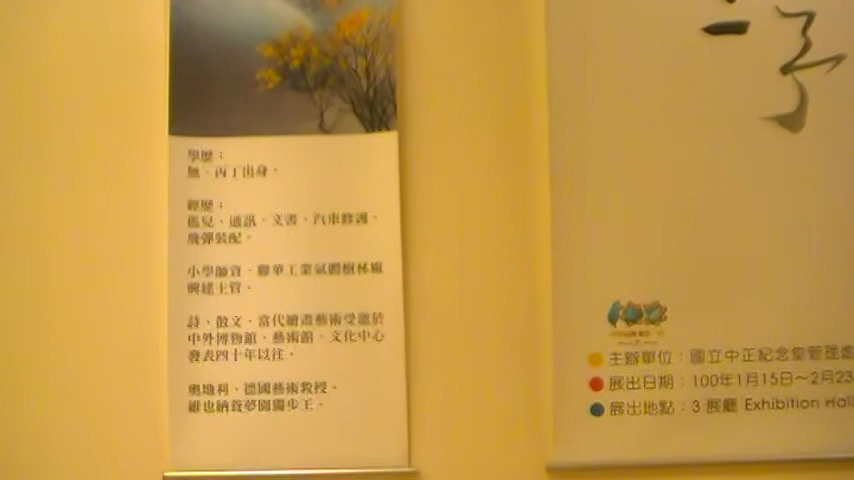 學歷：
無。丙丁出身。
經歷：
傷兵、通訊、文書、汽車修護、
飛彈裝配。
小學師資。聯華工業氣體樹林廠
興建主管。
詩、散文、當代繪畫藝術受邀於
中外博物館、藝術館、文化中心
發表四十年以往。
奧地利、德國藝術教授。
維也納養夢園獨步王。
主辦單位：國立中正紀念堂管理處
展出日期：100年1月15日～2月23
展出地點：3 展廳 Exhibition Hall